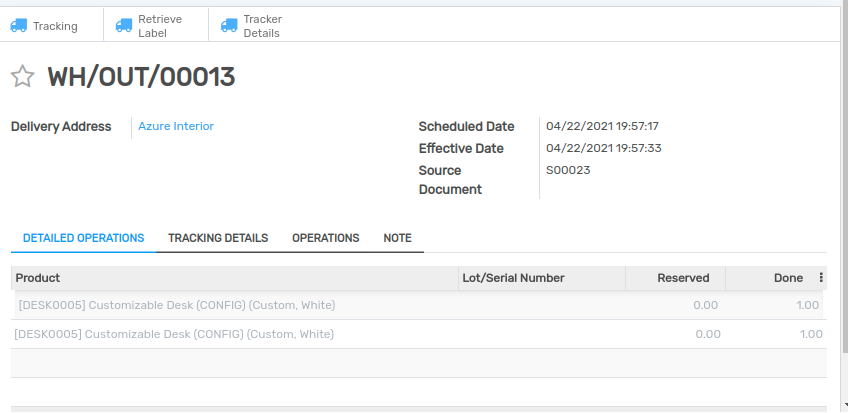 Tracking
Retrieve
Label
Tracker
Details
WH/OUT/00013
Delivery Address Azure Interior
Scheduled Date 04/22/2021 19:57:17
Effective Date 04/22/2021 19:57:33
Source S00023
Document
DETAILED OPERATIONS TRACKING DETAILS OPERATIONS NOTE
Product Lot/Serial Number Reserved Done
[DESK0005] Customizable Desk (CONFIG) (Custom, White) 0.00 1.00
[DESK0005] Customizable Desk (CONFIG) (Custom, White) 0.00 1.00